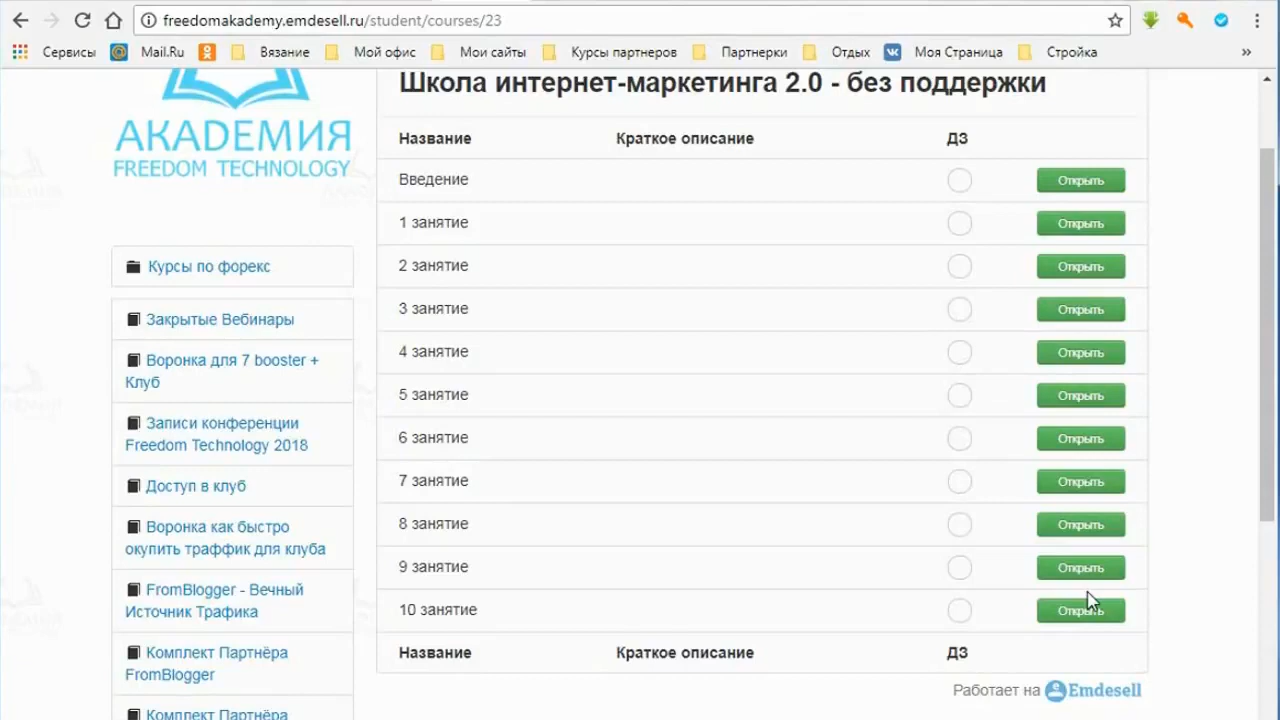 freedomakademy.emdesell.ru/student/courses/23
Сервисы Mail.Ru Вязание Мой офис Мои сайты Курсы партнеров Партнерки Отдых Моя Страница Стройка »
АКАДЕМИЯ
FREEDOM TECHNOLOGY
Курсы по форекс
Закрытые Вебинары
Воронка для 7 booster +
Клуб
Записи конференции
Freedom Technology 2018
Доступ в клуб
Воронка как быстро
окупить траффик для клуба
FromBlogger - Вечный
Источник Трафика
Комплект Партнёра
FromBlogger
Комплект Партнёра
Школа интернет-маркетинга 2.0 - без поддержки
Название Краткое описание ДЗ
Введение Открыть
1 занятие Открыть
2 занятие Открыть
3 занятие Открыть
4 занятие Открыть
5 занятие Открыть
6 занятие Открыть
7 занятие Открыть
8 занятие Открыть
9 занятие Открыть
10 занятие Открыть
Название Краткое описание ДЗ
Работает на Emdesell